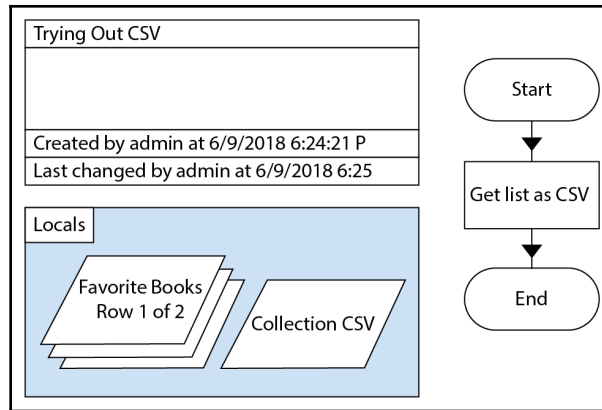 Trying Out CSV
Created by admin at 6/9/2018 6:24:21 P
Last changed by admin at 6/9/2018 6:25
Locals
Favorite Books
Row 1 of 2
Collection CSV
Start
Get list as CSV
End